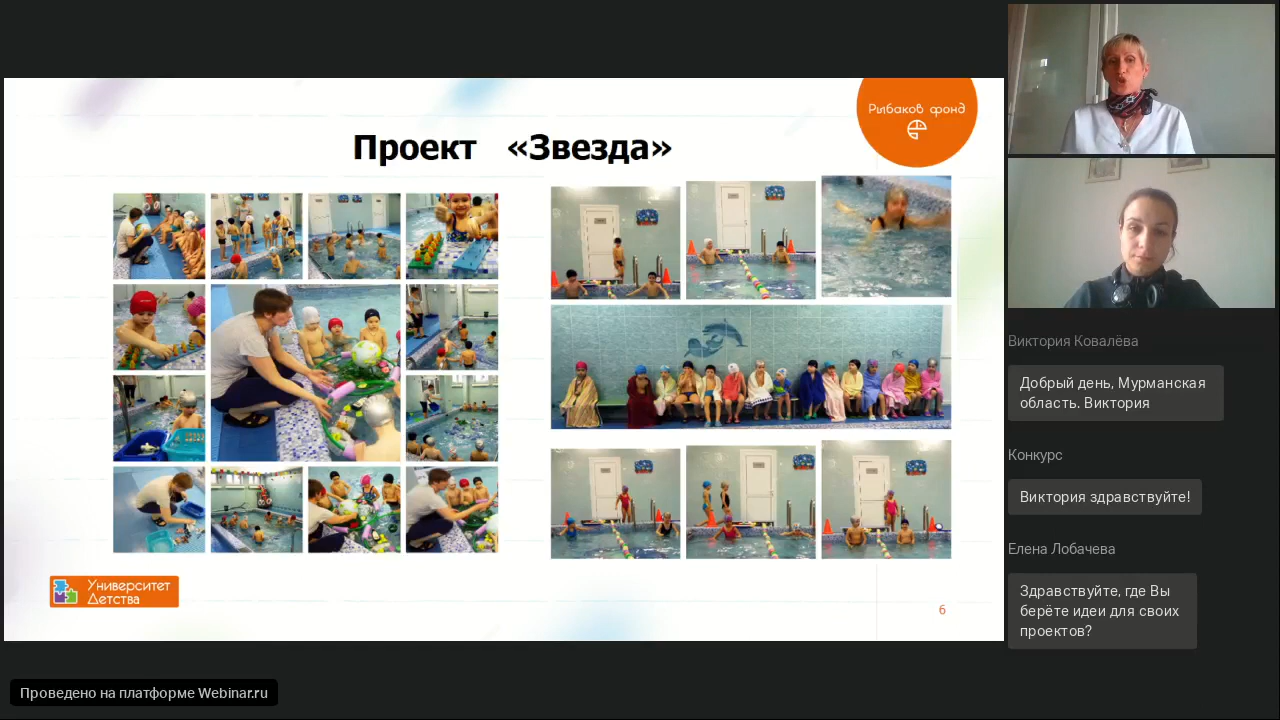 Рыбаков фонд
Проект «Звезда»
Университет
Детства
6
Виктория Ковалёва
Добрый день, Мурманская
область. Виктория
Конкурс
Виктория здравствуйте!
Елена Лобачева
Здравствуйте, где Вы
берёте идеи для своих
проектов?
Проведено на платформе Webinar.ru